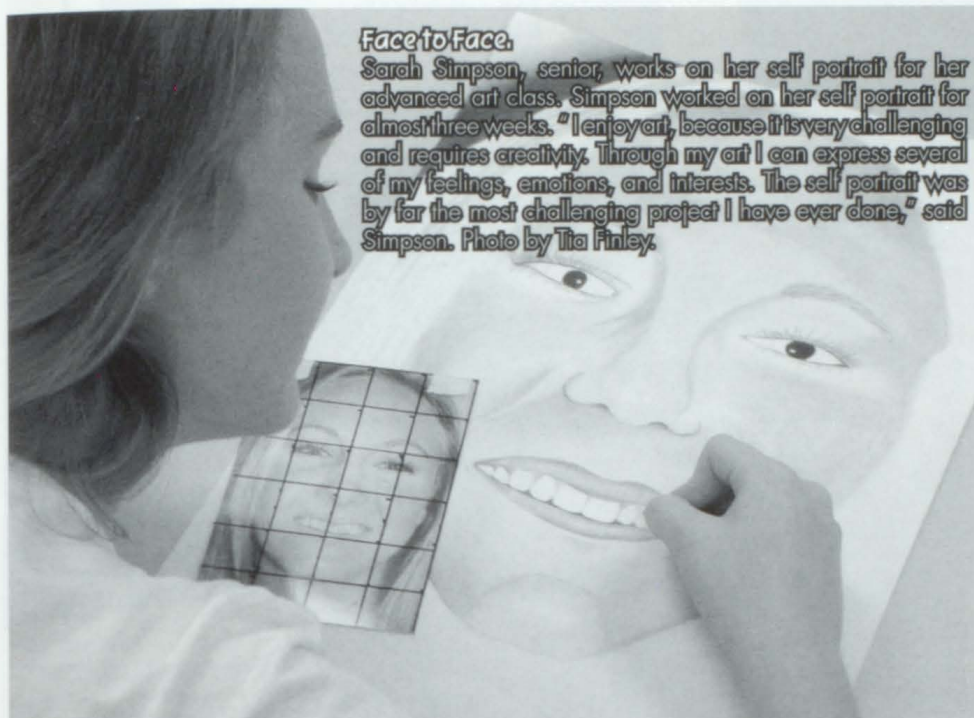 Face to Face.
Sarah Simpson, senior, works on her self portrait for her
advanced art class. Simpson worked on her self portrait for
almost three weeks. "I enjoy art, because it is very challenging
and requires creativity. Through my art I can express several
of my feelings, emotions, and interests. The self portrait was
by far the most challenging project I have ever done," said
Simpson. Photo by Tia Finley.